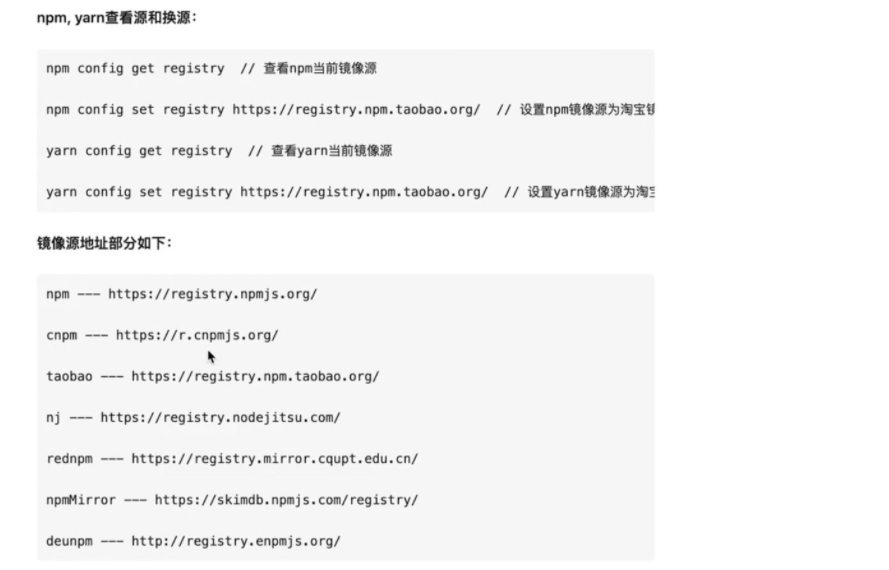 npm, yarn查看源和换源：
npm config get registry  // 查看npm当前镜像源
npm config set registry https://registry.npm.taobao.org/  // 设置npm镜像源为淘宝
yarn config get registry  // 查看yarn当前镜像源
yarn config set registry https://registry.npm.taobao.org/  // 设置yarn镜像源为淘
镜像源地址部分如下：
npm --- https://registry.npmjs.org/
cnpm --- https://r.cnpmjs.org/
taobao --- https://registry.npm.taobao.org/
nj --- https://registry.nodejitsu.com/
rednpm --- https://registry.mirror.cqupt.edu.cn/
npmMirror --- https://skimdb.npmjs.com/registry/
deunpm --- http://registry.enpmjs.org/